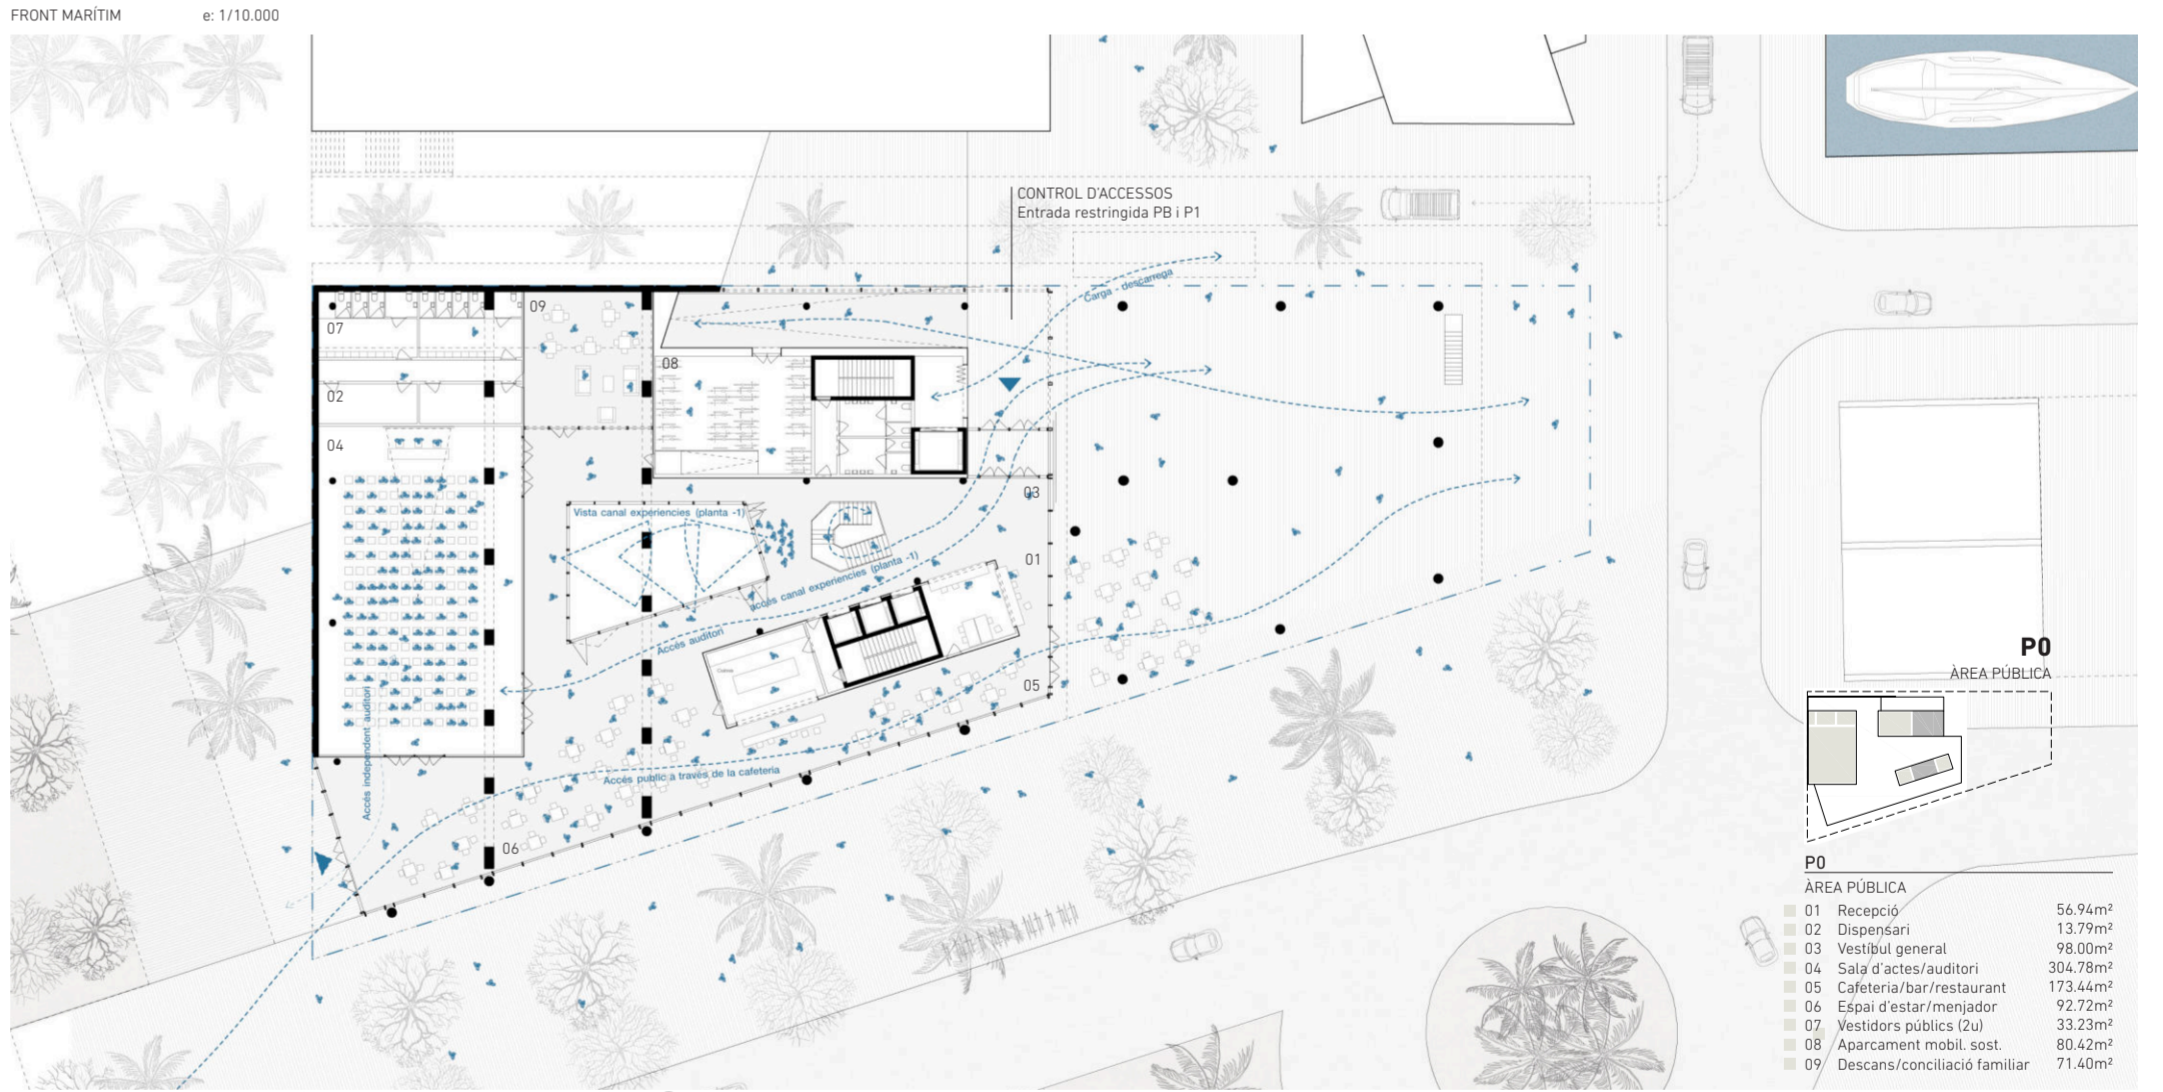 FRONT MARÍTIM e: 1/10.000
CONTROL D'ACCESSOS
Entrada restringida PB i P1
Carga - descarrega
09
07
08
02
04
03
Vista canal experiencies (planta -1)
01
accés canal experiencies (planta -1)
Accés auditori
05
Accés independent auditori
Accés públic a través de la cafeteria
06
P0
ÀREA PÚBLICA
P0
ÀREA PÚBLICA
01 Recepció 56.94m²
02 Dispensari 13.79m²
03 Vestíbul general 98.00m²
04 Sala d'actes/auditori 304.78m²
05 Cafeteria/bar/restaurant 173.44m²
06 Espai d'estar/menjador 92.72m²
07 Vestidors públics (2u) 33.23m²
08 Aparcament mobil. sost. 80.42m²
09 Descans/conciliació familiar 71.40m²